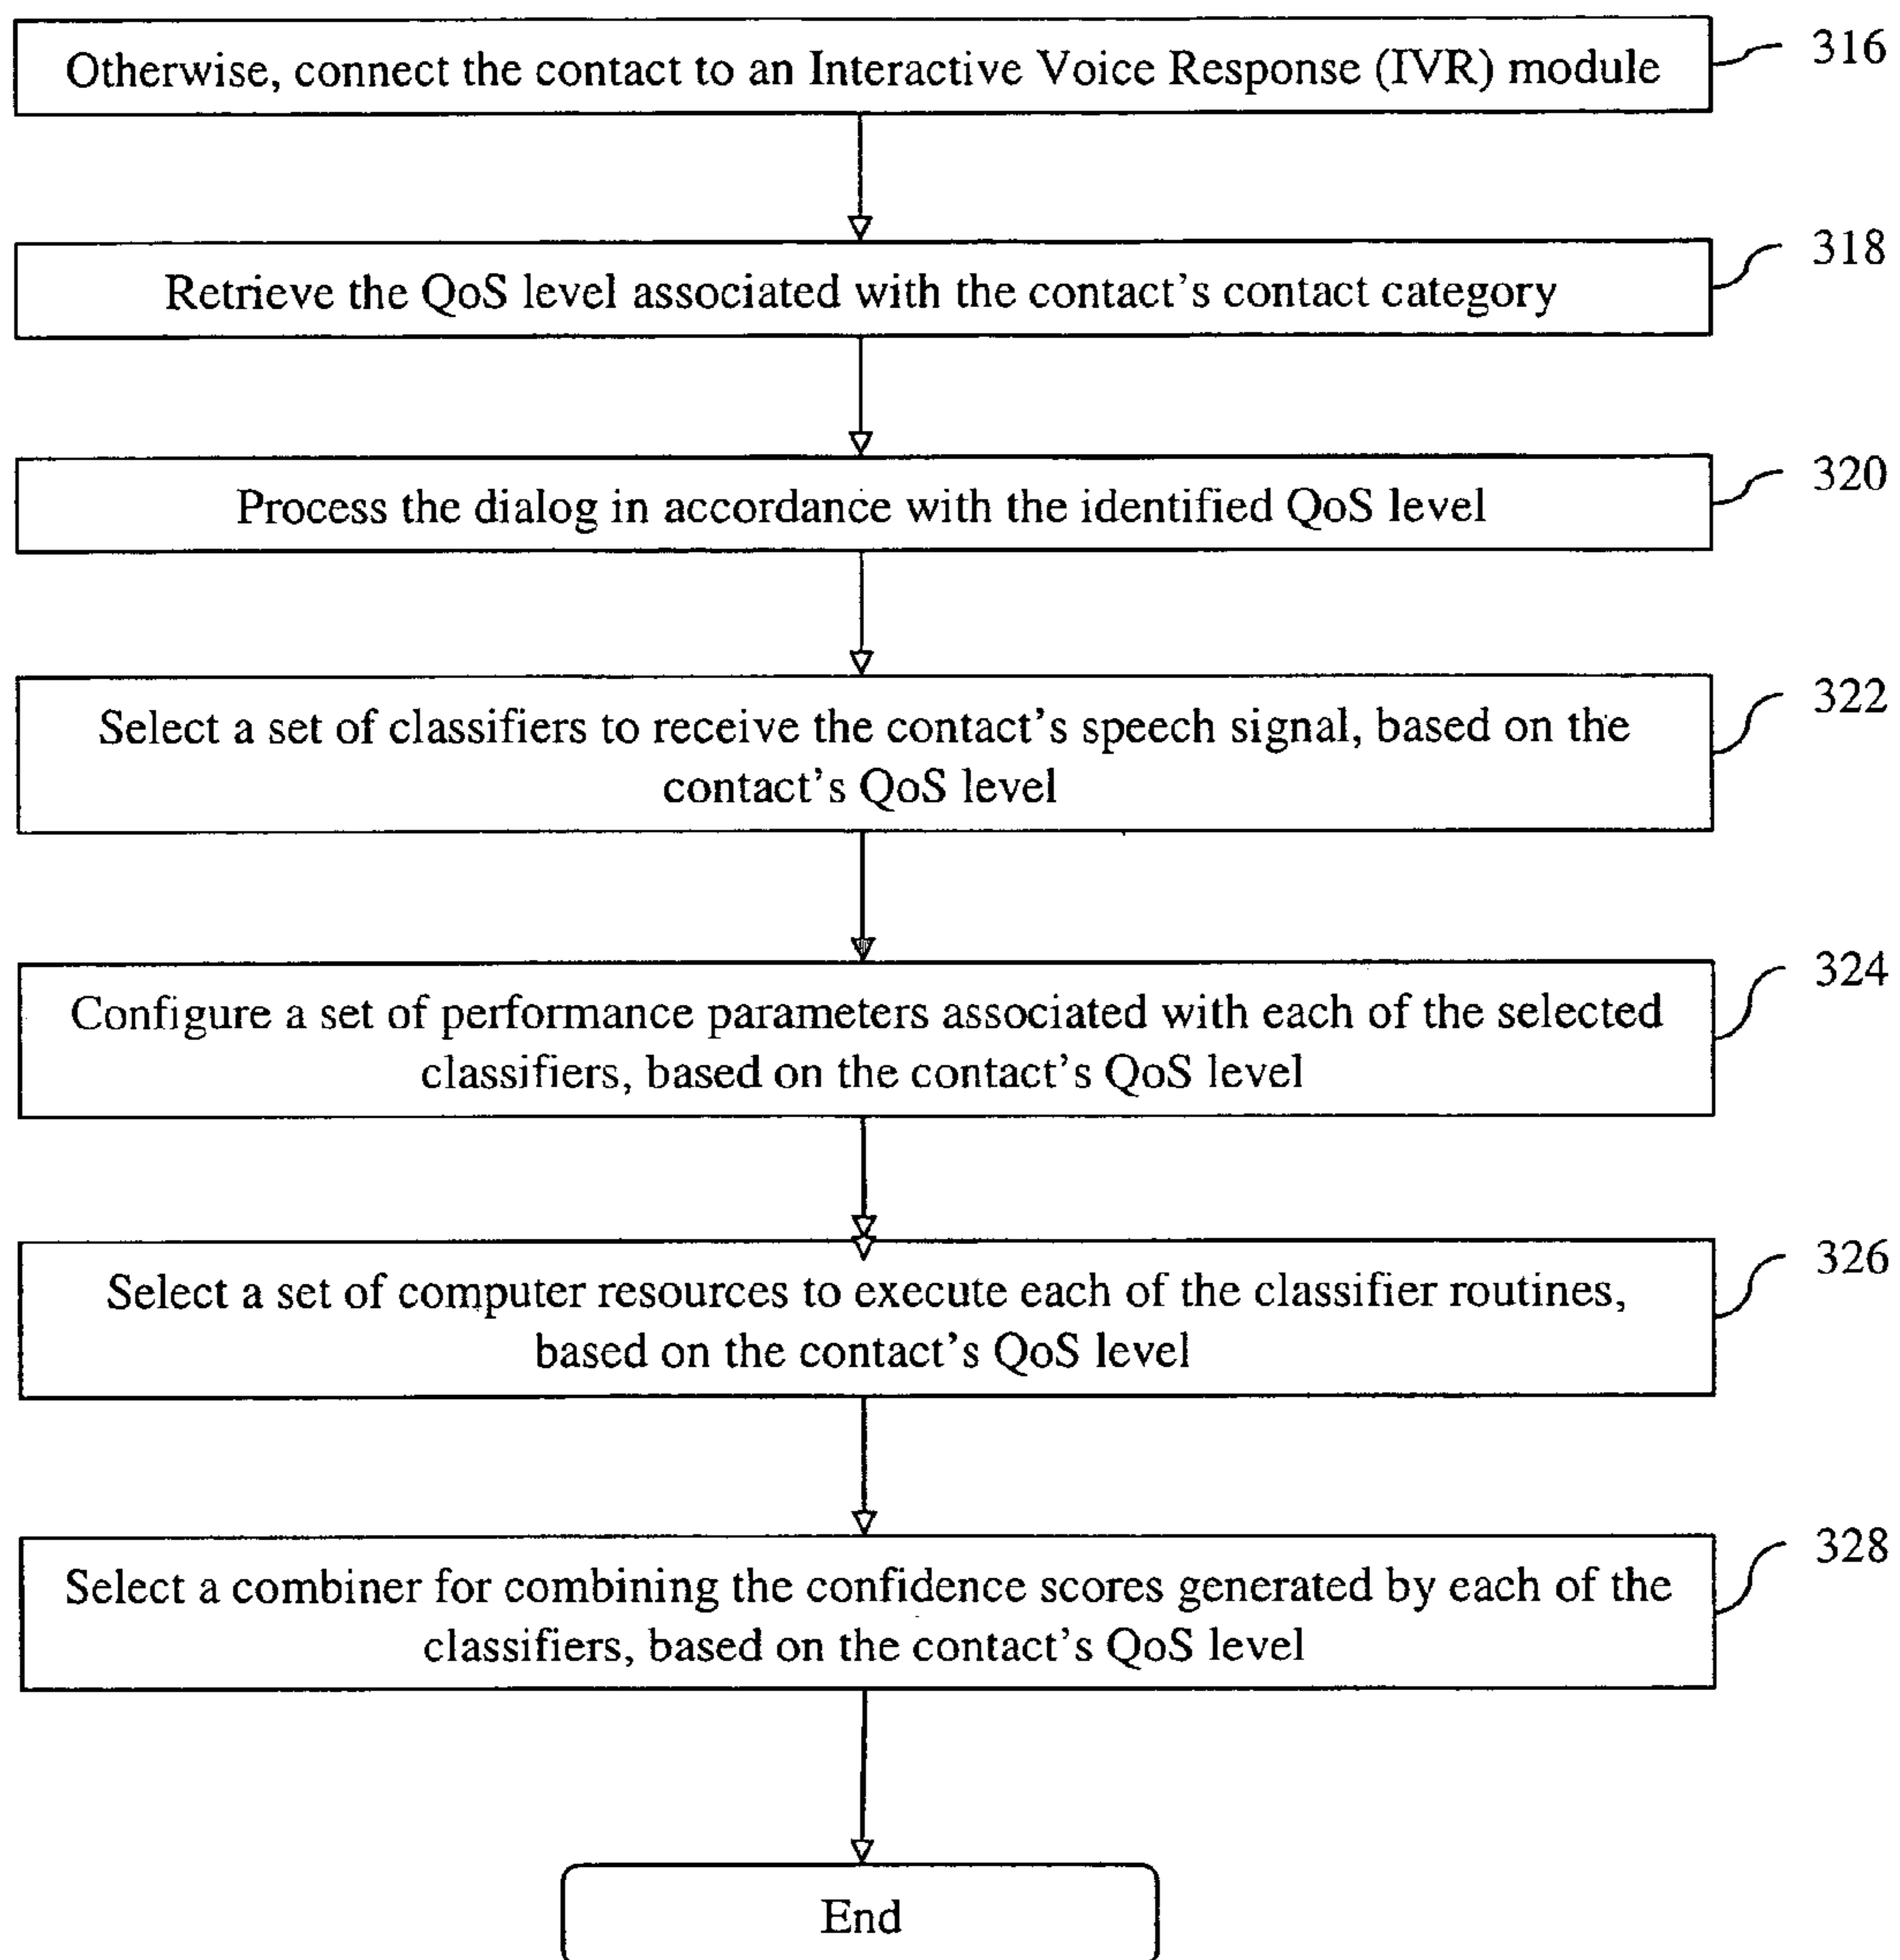 Otherwise, connect the contact to an Interactive Voice Response (IVR) module
316
Retrieve the QoS level associated with the contact's contact category
318
Process the dialog in accordance with the identified QoS level
320
Select a set of classifiers to receive the contact's speech signal, based on the
contact's QoS level
322
Configure a set of performance parameters associated with each of the selected
classifiers, based on the contact's QoS level
324
Select a set of computer resources to execute each of the classifier routines,
based on the contact's QoS level
326
Select a combiner for combining the confidence scores generated by each of the
classifiers, based on the contact's QoS level
328
End